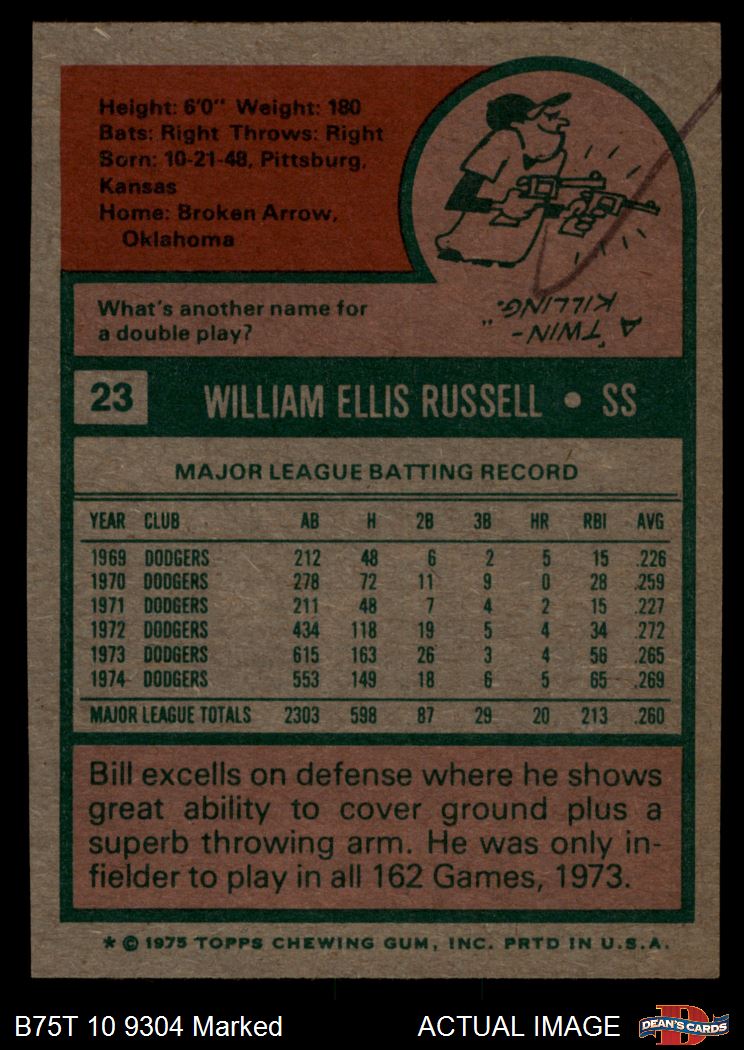 Height: 6'0" Weight: 180
Bats: Right Throws: Right
Born: 10-21-48, Pittsburg,
Kansas
Home: Broken Arrow,
Oklahoma
What's another name for
a double play?
A "TWIN-
KILLING."
23 WILLIAM ELLIS RUSSELL • SS
MAJOR LEAGUE BATTING RECORD
YEAR CLUB AB H 2B 3B HR RBI AVG
1969 DODGERS 212 48 6 2 5 15 .226
1970 DODGERS 278 72 11 9 0 28 .259
1971 DODGERS 211 48 7 4 2 15 .227
1972 DODGERS 434 118 19 5 4 34 .272
1973 DODGERS 615 163 26 3 4 56 .265
1974 DODGERS 553 149 18 6 5 65 .269
MAJOR LEAGUE TOTALS 2303 598 87 29 20 213 .260
Bill excells on defense where he shows
great ability to cover ground plus a
superb throwing arm. He was only in-
fielder to play in all 162 Games, 1973.
* © 1975 TOPPS CHEWING GUM, INC. PRTD IN U.S.A.
B75T 10 9304 Marked ACTUAL IMAGE
D
DEAN'S CARDS